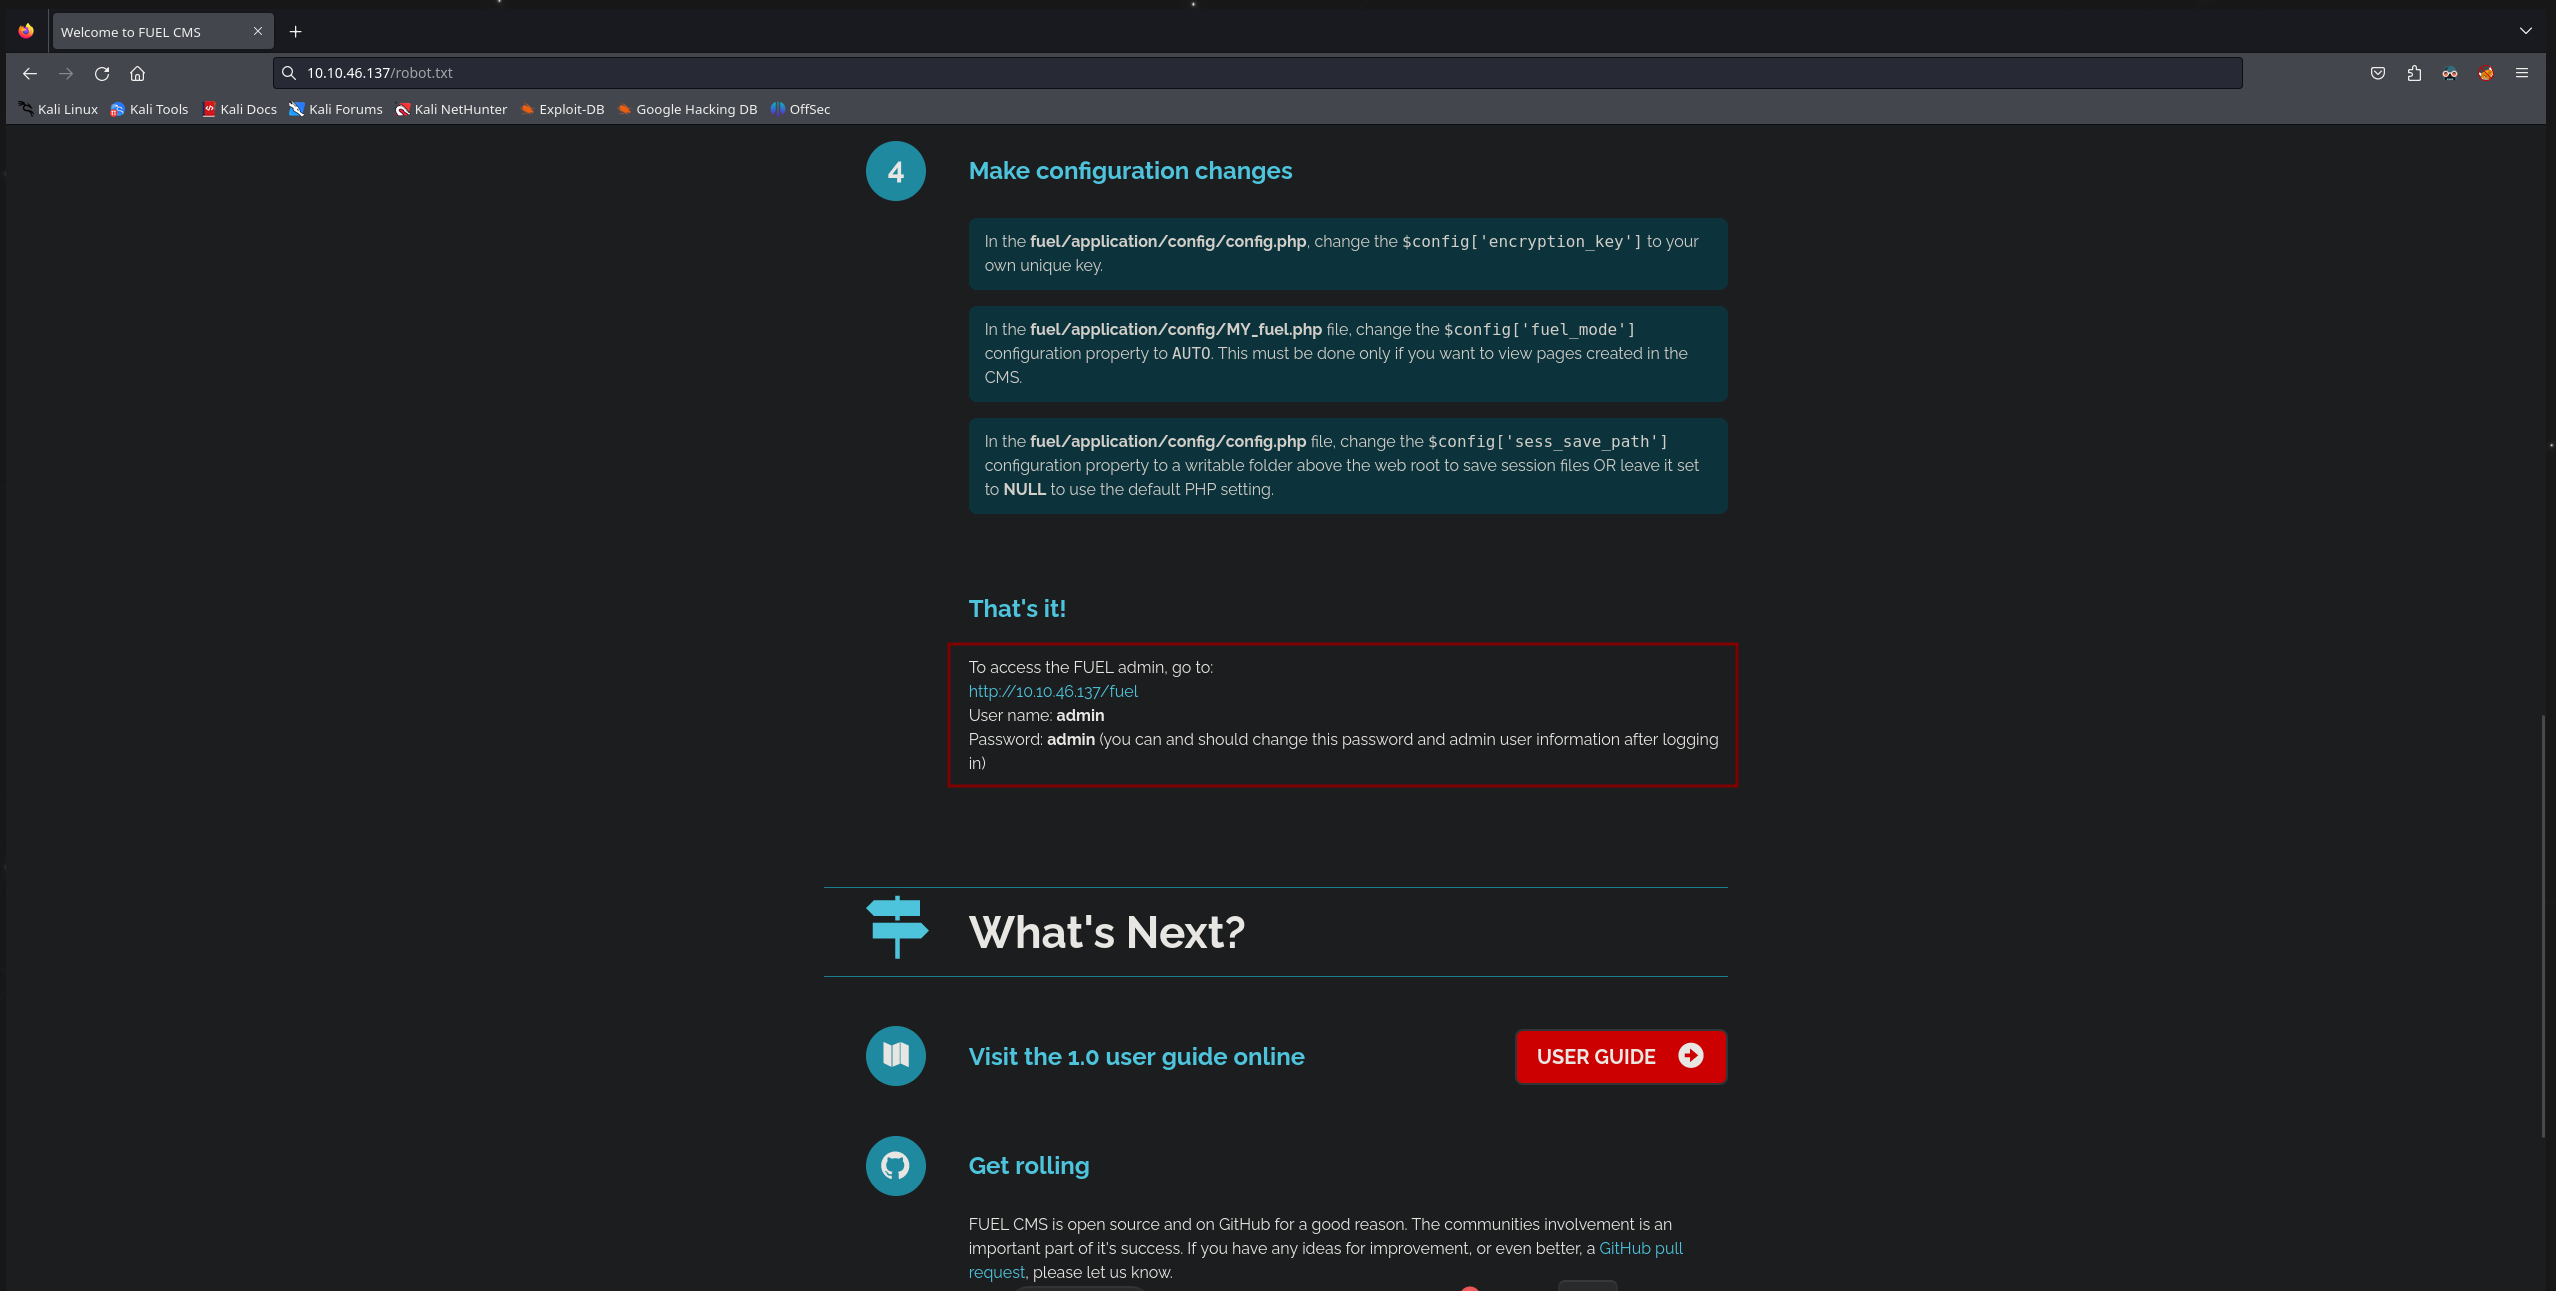 Welcome to FUEL CMS
10.10.46.137/robot.txt
Kali Linux Kali Tools Kali Docs Kali Forums Kali NetHunter Exploit-DB Google Hacking DB OffSec
4 Make configuration changes
In the fuel/application/config/config.php, change the $config['encryption_key'] to your
own unique key.
In the fuel/application/config/MY_fuel.php file, change the $config['fuel_mode']
configuration property to AUTO. This must be done only if you want to view pages created in the
CMS.
In the fuel/application/config/config.php file, change the $config['sess_save_path']
configuration property to a writable folder above the web root to save session files OR leave it set
to NULL to use the default PHP setting.
That's it!
To access the FUEL admin, go to:
http://10.10.46.137/fuel
User name: admin
Password: admin (you can and should change this password and admin user information after logging
in)
What's Next?
Visit the 1.0 user guide online
USER GUIDE
Get rolling
FUEL CMS is open source and on GitHub for a good reason. The communities involvement is an
important part of it's success. If you have any ideas for improvement, or even better, a GitHub pull
request, please let us know.